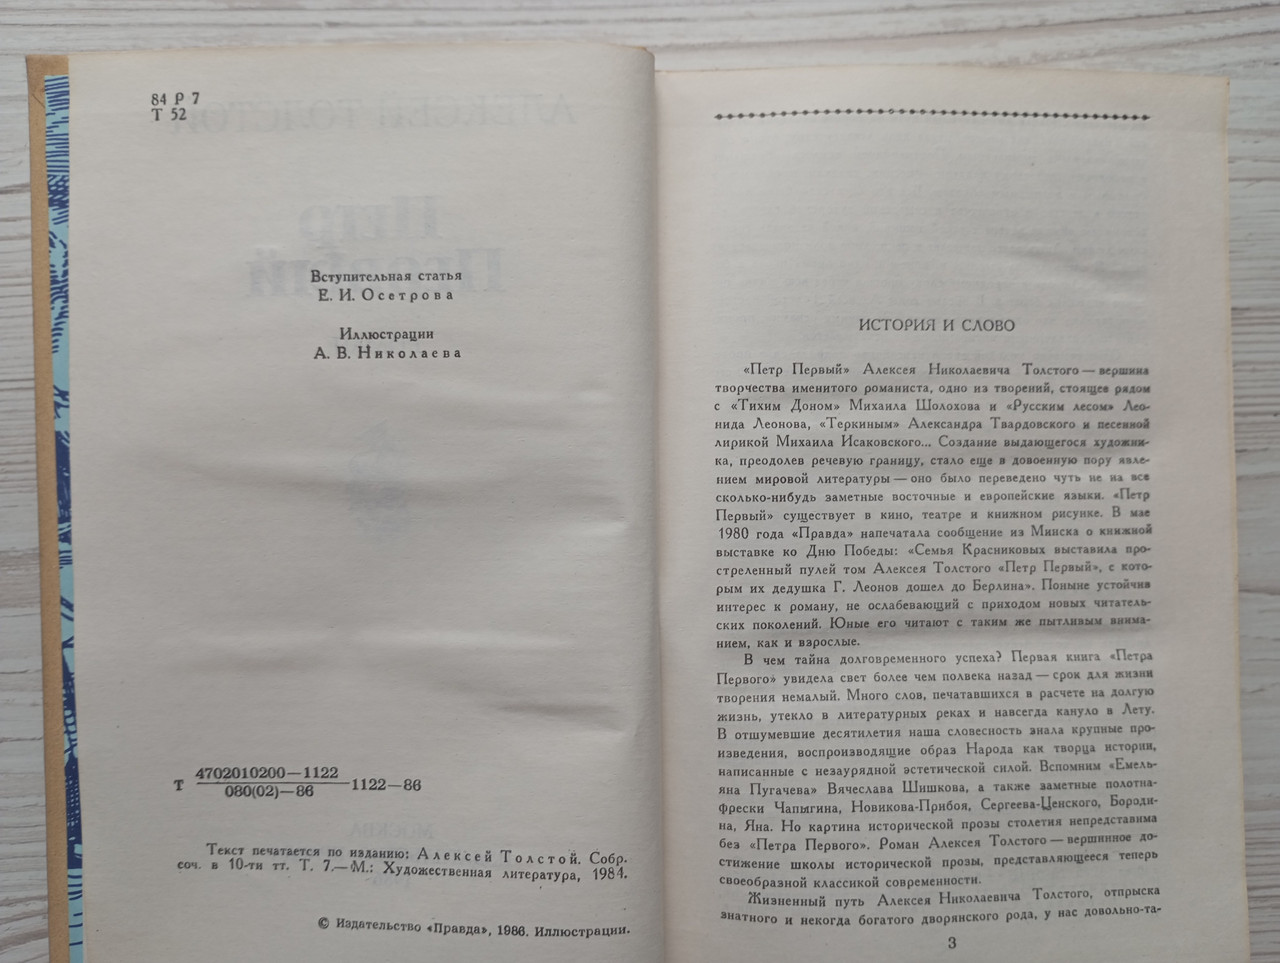 84 Р 7
Т 52
Вступительная статья
Е. И. Осетрова
Иллюстрации
А. В. Николаева
Т 4702010200—1122
080(02)—86 1122—86
Текст печатается по изданию: Алексей Толстой. Собр.
соч. в 10-ти тт. Т. 7.— М.: Художественная литература, 1984.
© Издательство «Правда», 1986. Иллюстрации.
ИСТОРИЯ И СЛОВО
«Петр Первый» Алексея Николаевича Толстого — вершина
творчества именитого романиста, одно из творений, стоящее рядом
с «Тихим Доном» Михаила Шолохова и «Русским лесом» Лео-
нида Леонова, «Теркиным» Александра Твардовского и песенной
лирикой Михаила Исаковского... Создание выдающегося художни-
ка, преодолев речевую границу, стало еще в довоенную пору явле-
нием мировой литературы — оно было переведено чуть не на все
сколько-нибудь заметные восточные и европейские языки. «Петр
Первый» существует в кино, театре и книжном рисунке. В мае
1980 года «Правда» напечатала сообщение из Минска о книжной
выставке ко Дню Победы: «Семья Красниковых выставила про-
стреленный пулей том Алексея Толстого «Петр Первый», с кото-
рым их дедушка Г. Леонов дошел до Берлина». Поныне устойчив
интерес к роману, не ослабевающий с приходом новых читатель-
ских поколений. Юные его читают с таким же пытливым внима-
нием, как и взрослые.
В чем тайна долговременного успеха? Первая книга «Петра
Первого» увидела свет более чем полвека назад — срок для жизни
творения немалый. Много слов, печатавшихся в расчете на долгую
жизнь, утекло в литературных реках и навсегда кануло в Лету.
В отшумевшие десятилетия наша словесность знала крупные про-
изведения, воспроизводящие образ Народа как творца истории,
написанные с незаурядной эстетической силой. Вспомним «Емель-
яна Пугачева» Вячеслава Шишкова, а также заметные полотна-
фрески Чапыгина, Новикова-Прибоя, Сергеева-Ценского, Бороди-
на, Яна. Но картина исторической прозы столетия непредставима
без «Петра Первого». Роман Алексея Толстого — вершинное до-
стижение школы исторической прозы, представляющееся теперь
своеобразной классикой современности.
Жизненный путь Алексея Николаевича Толстого, отпрыска
знатного и некогда богатого дворянского рода, у нас довольно-та-
3